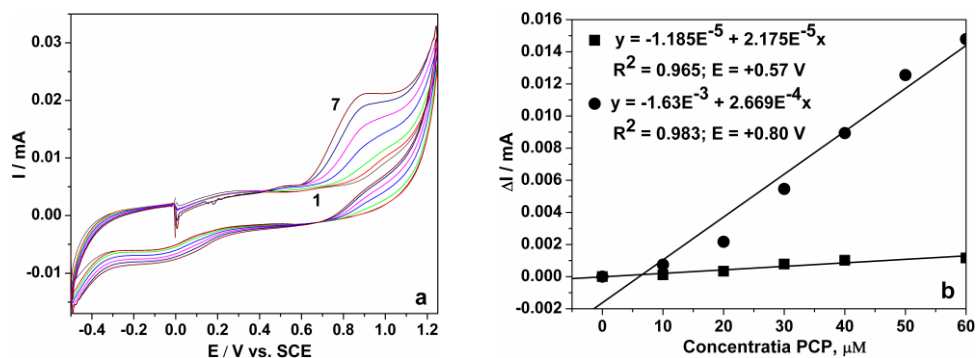 0.03
0.02
0.01
0.00
-0.01
I / mA
7
1
a
-0.4 -0.2 0.0 0.2 0.4 0.6 0.8 1.0 1.2
E / V vs. SCE
0.016
0.014
0.012
0.010
0.008
0.006
0.004
0.002
0.000
-0.002
ΔI / mA
y = -1.185E⁻⁵ + 2.175E⁻⁵x
R² = 0.965; E = +0.57 V
y = -1.63E⁻³ + 2.669E⁻⁴x
R² = 0.983; E = +0.80 V
b
0 10 20 30 40 50 60
Concentratia PCP, μM